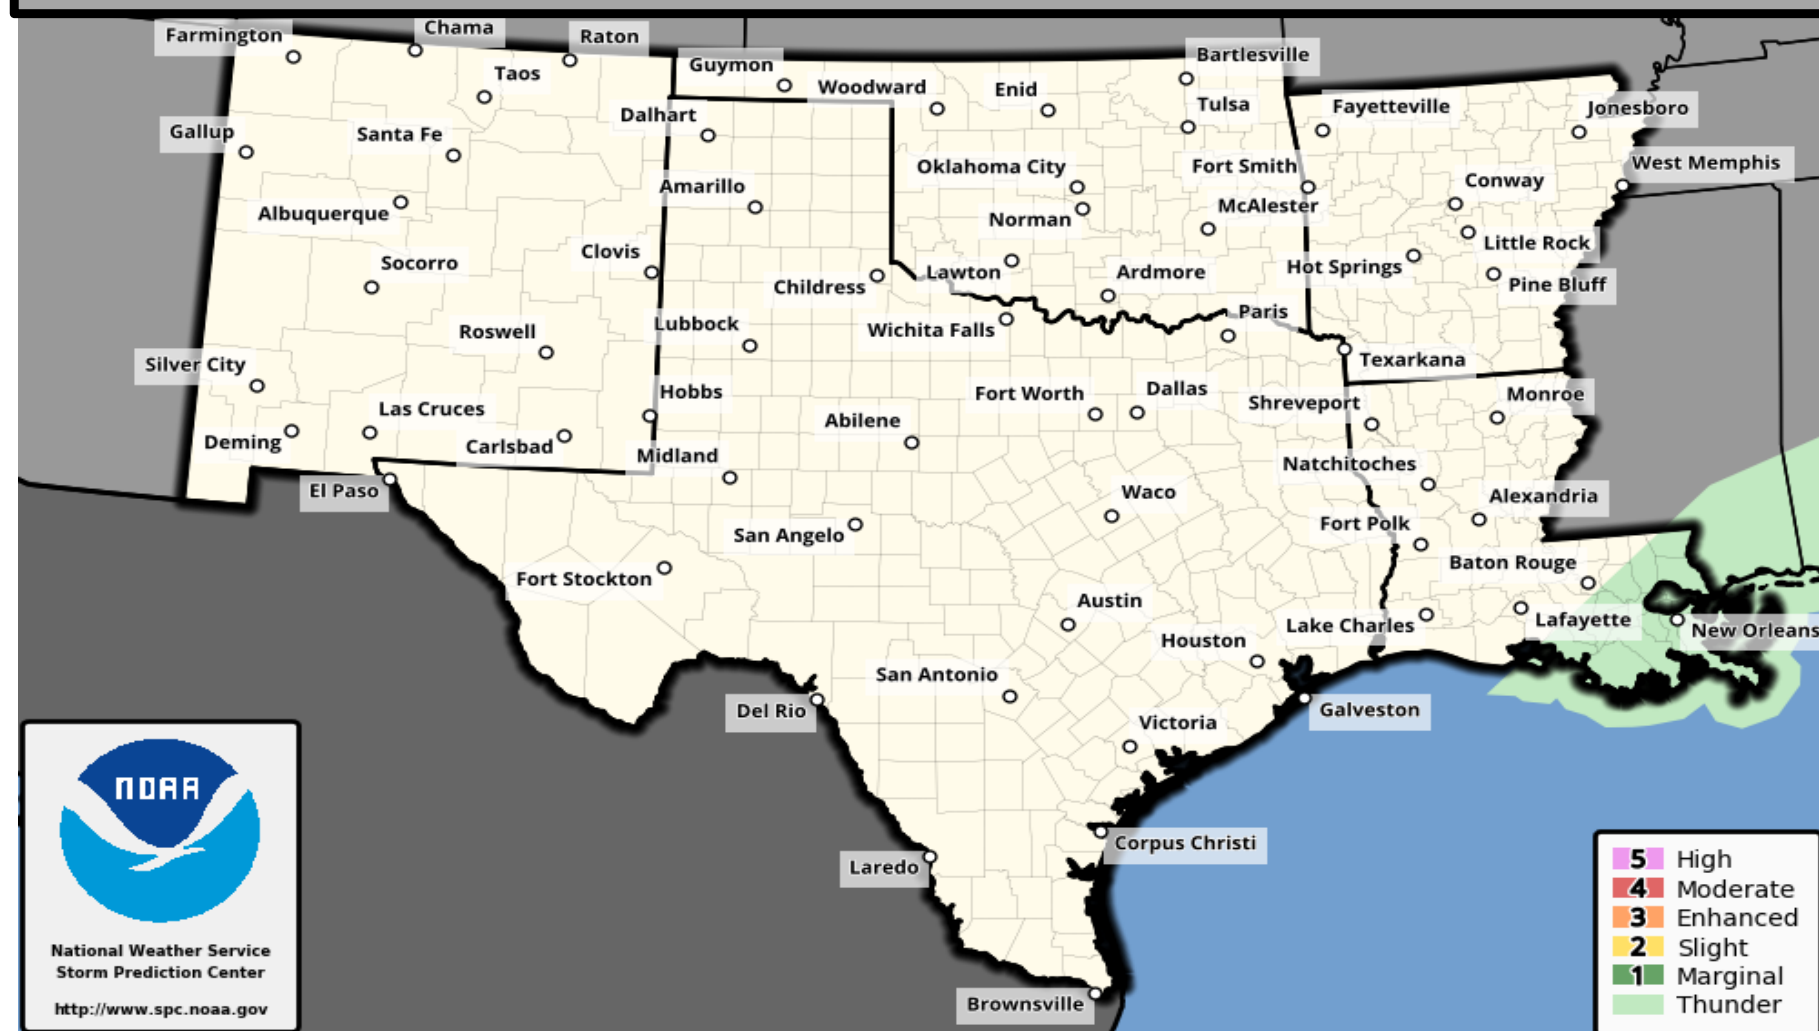 Farmington
Chama
Raton
Taos
Guymon
Woodward
Enid
Bartlesville
Tulsa
Fayetteville
Jonesboro
Gallup
Santa Fe
Dalhart
Oklahoma City
Fort Smith
West Memphis
Conway
Albuquerque
Amarillo
Norman
McAlester
Little Rock
Socorro
Clovis
Childress
Lawton
Ardmore
Hot Springs
Pine Bluff
Roswell
Lubbock
Wichita Falls
Paris
Texarkana
Silver City
Hobbs
Fort Worth
Dallas
Shreveport
Monroe
Las Cruces
Deming
Carlsbad
Midland
Abilene
Natchitoches
El Paso
Waco
Alexandria
San Angelo
Fort Polk
Fort Stockton
Baton Rouge
Austin
Houston
Lake Charles
Lafayette
New Orleans
San Antonio
Del Rio
Victoria
Galveston
Corpus Christi
Laredo
Brownsville
NOAA
National Weather Service
Storm Prediction Center
http://www.spc.noaa.gov
5 High
4 Moderate
3 Enhanced
2 Slight
1 Marginal
Thunder